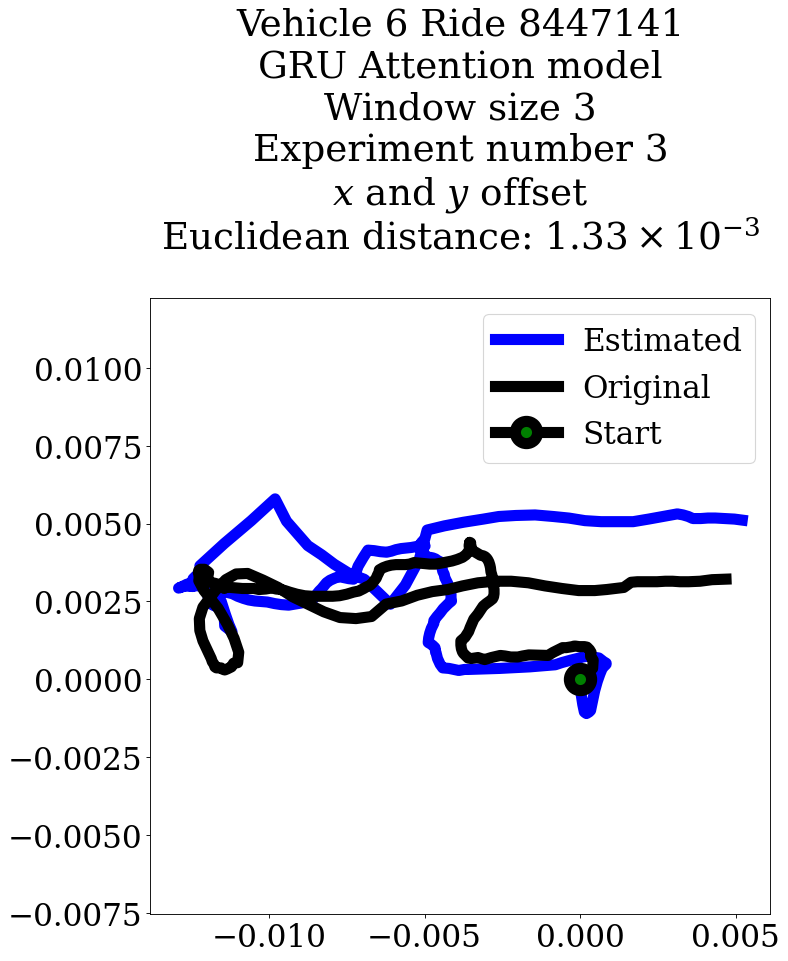 Vehicle 6 Ride 8447141
GRU Attention model
Window size 3
Experiment number 3
x and y offset
Euclidean distance: 1.33 × 10⁻³
Estimated
Original
Start
0.0100
0.0075
0.0050
0.0025
0.0000
−0.0025
−0.0050
−0.0075
−0.010 −0.005 0.000 0.005